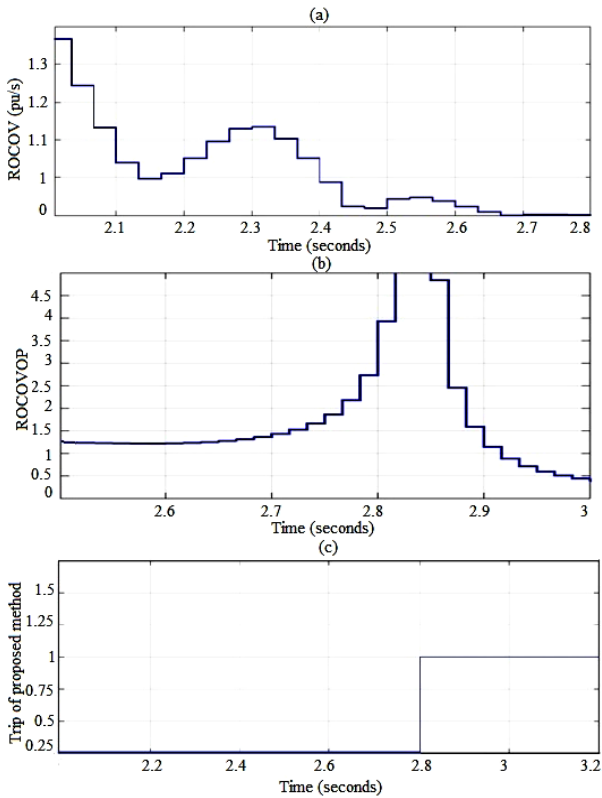 (a)
ROCOV (pu/s)
1.3
1.2
1.1
1
0
2.1 2.2 2.3 2.4 2.5 2.6 2.7 2.8
Time (seconds)
(b)
ROCOVOP
4.5
4
3.5
3
2.5
2
1.5
1
0.5
0
2.6 2.7 2.8 2.9 3
Time (seconds)
(c)
Trip of proposed method
1.5
1.25
1
0.75
0.5
0.25
2.2 2.4 2.6 2.8 3 3.2
Time (seconds)